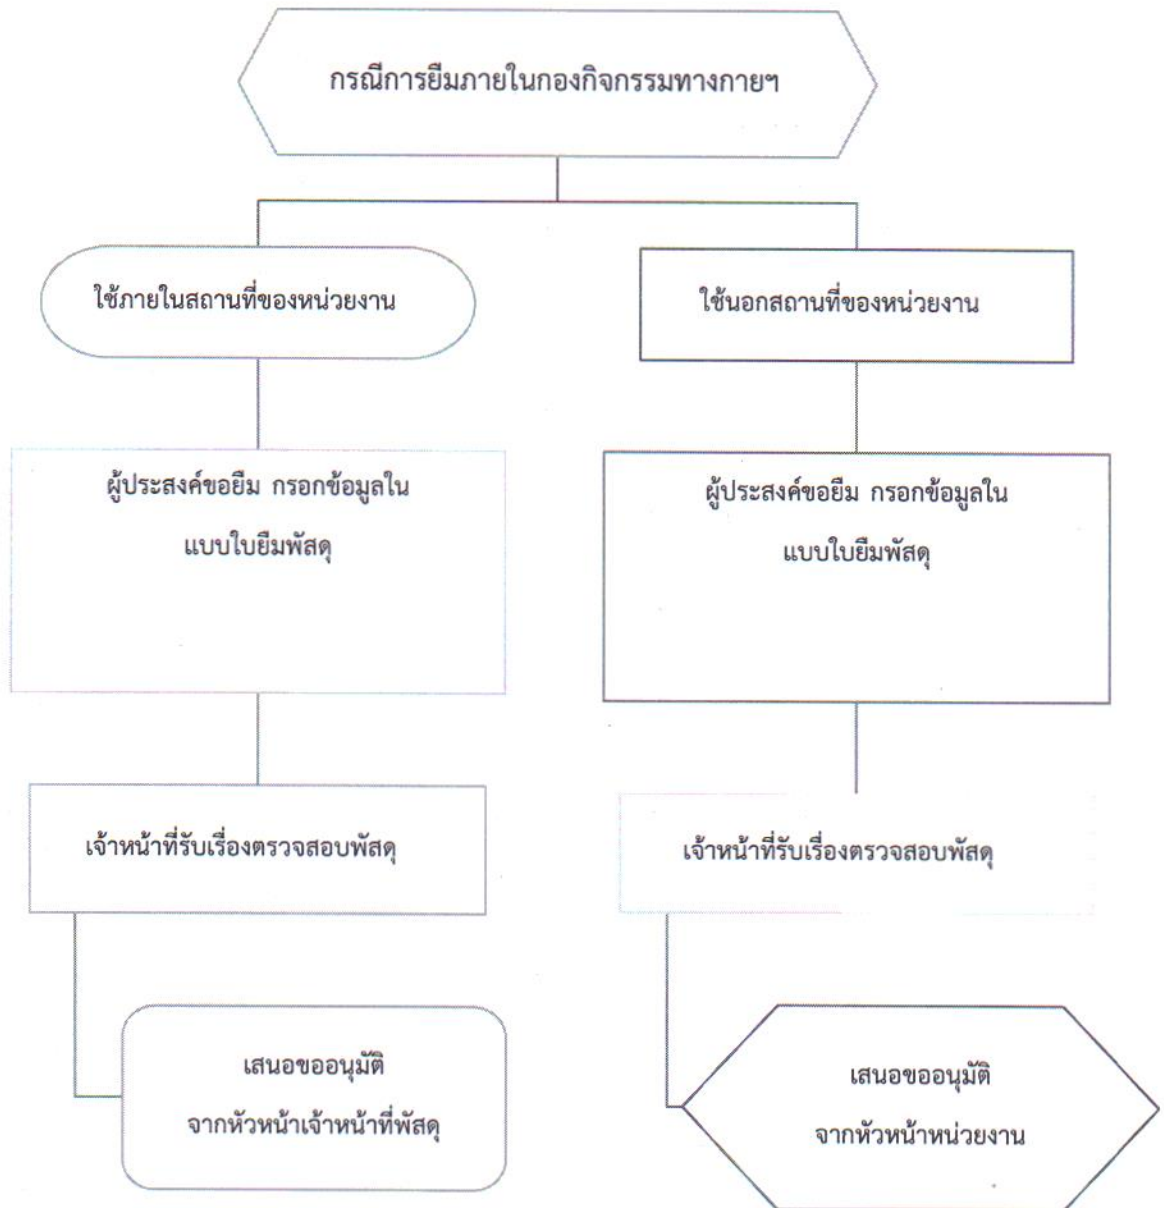 กรณีการยืมภายในกองกิจกรรมทางกายฯ
ใช้ภายในสถานที่ของหน่วยงาน
ใช้นอกสถานที่ของหน่วยงาน
ผู้ประสงค์ขอยืม กรอกข้อมูลใน
แบบใบยืมพัสดุ
ผู้ประสงค์ขอยืม กรอกข้อมูลใน
แบบใบยืมพัสดุ
เจ้าหน้าที่รับเรื่องตรวจสอบพัสดุ
เจ้าหน้าที่รับเรื่องตรวจสอบพัสดุ
เสนอขออนุมัติ
จากหัวหน้าเจ้าหน้าที่พัสดุ
เสนอขออนุมัติ
จากหัวหน้าหน่วยงาน